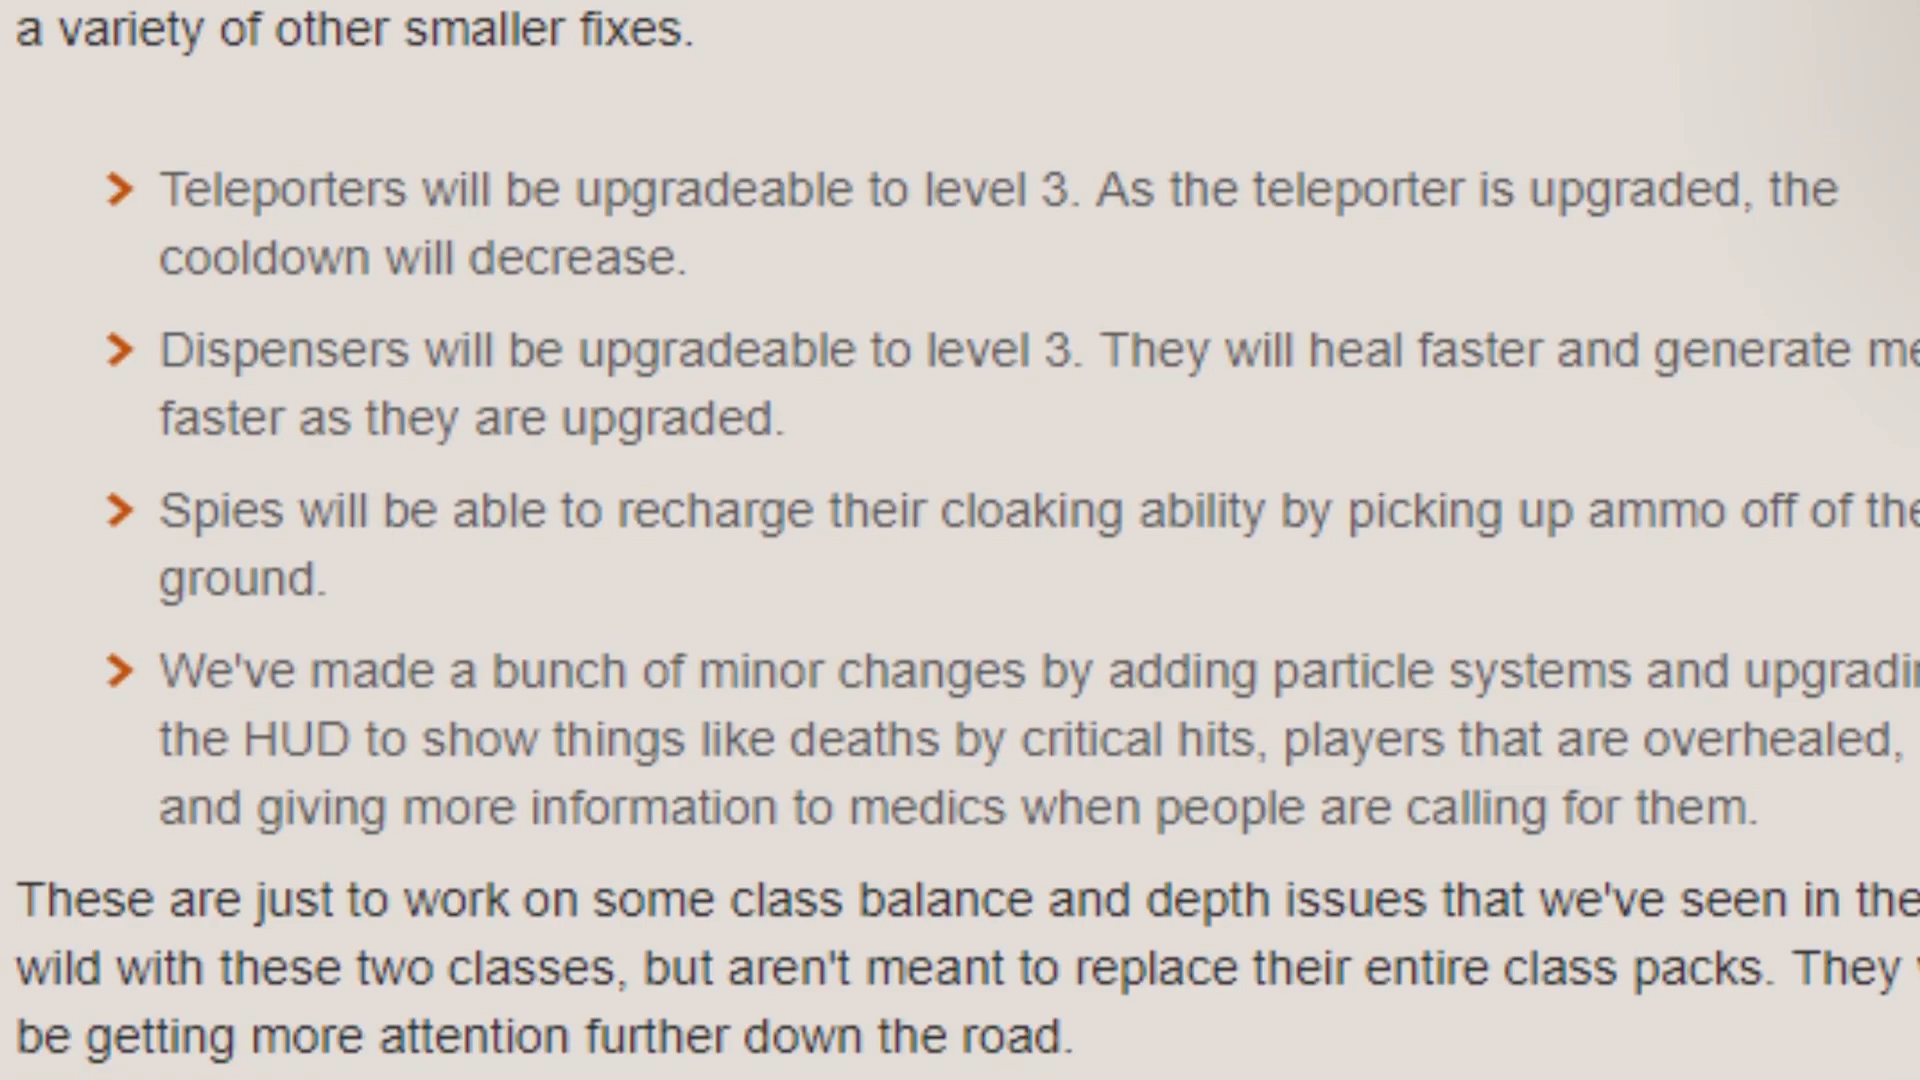 a variety of other smaller fixes.
Teleporters will be upgradeable to level 3. As the teleporter is upgraded, the
cooldown will decrease.
Dispensers will be upgradeable to level 3. They will heal faster and generate
faster as they are upgraded.
Spies will be able to recharge their cloaking ability by picking up ammo off of the
ground.
We've made a bunch of minor changes by adding particle systems and
the HUD to show things like deaths by critical hits, players that are overhealed,
and giving more information to medics when people are calling for them.
These are just to work on some class balance and depth issues that we've seen in the
wild with these two classes, but aren't meant to replace their entire class packs. They
be getting more attention further down the road.